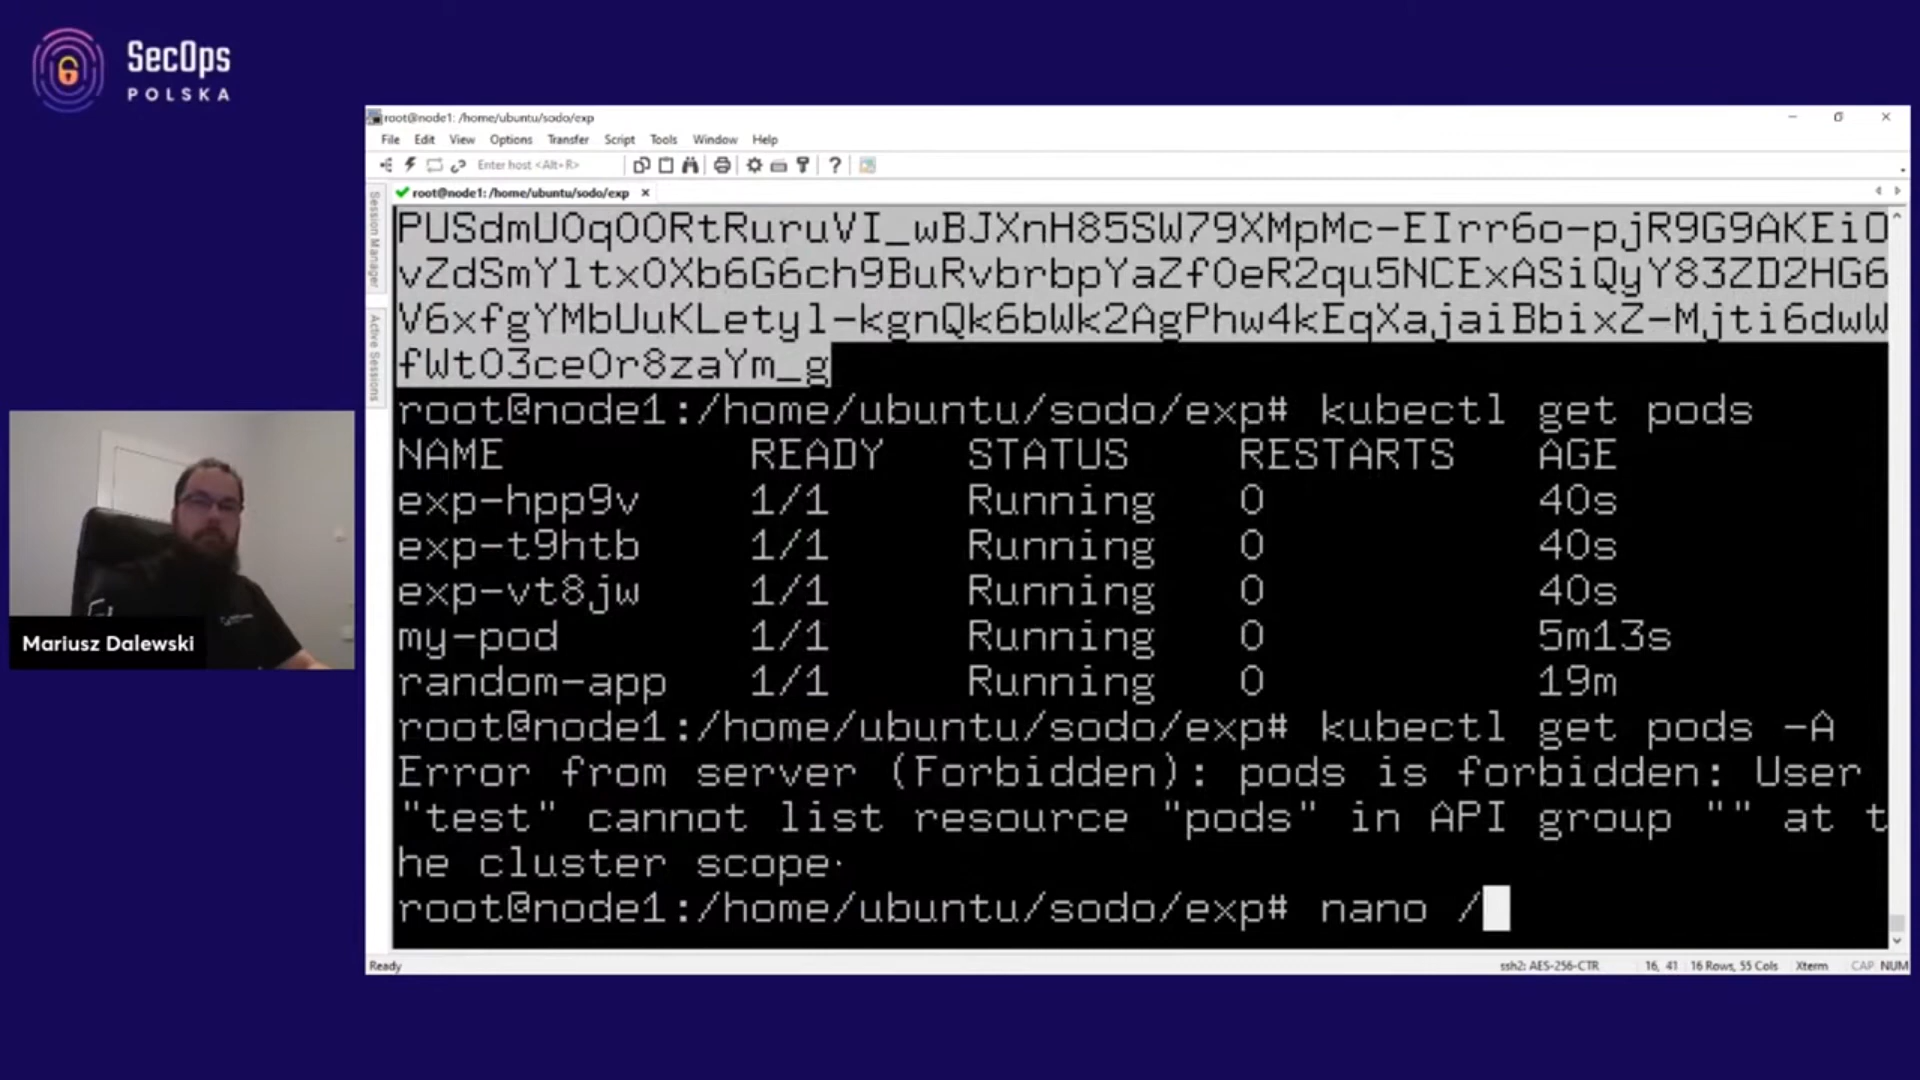 SecOps
POLSKA
root@node1: /home/ubuntu/sodo/exp
File Edit View Options Transfer Script Tools Window Help
Enter host <Alt+R>
root@node1: /home/ubuntu/sodo/exp
Session Manager
Active Sessions
PUSdmUOqOORtRuruVI_wBJXnH85SW79XMpMc-EIrr6o-pjR9G9AKEiO
vZdSmYltxOXb6G6ch9BuRvbrbpYaZfOeR2qu5NCExASiQyY83ZD2HG6
V6xfgYMbUuKLetyl-kgnQk6bWk2AgPhw4kEqXajaiBbixZ-Mjti6dwW
fWtO3ceOr8zaYm_g
root@node1:/home/ubuntu/sodo/exp# kubectl get pods
NAME READY STATUS RESTARTS AGE
exp-hpp9v 1/1 Running 0 40s
exp-t9htb 1/1 Running 0 40s
exp-vt8jw 1/1 Running 0 40s
my-pod 1/1 Running 0 5m13s
random-app 1/1 Running 0 19m
root@node1:/home/ubuntu/sodo/exp# kubectl get pods -A
Error from server (Forbidden): pods is forbidden: User
"test" cannot list resource "pods" in API group "" at t
he cluster scope
root@node1:/home/ubuntu/sodo/exp# nano /
Mariusz Dalewski
Ready ssh2: AES-256-CTR 16, 41 16 Rows, 55 Cols Xterm CAP NUM